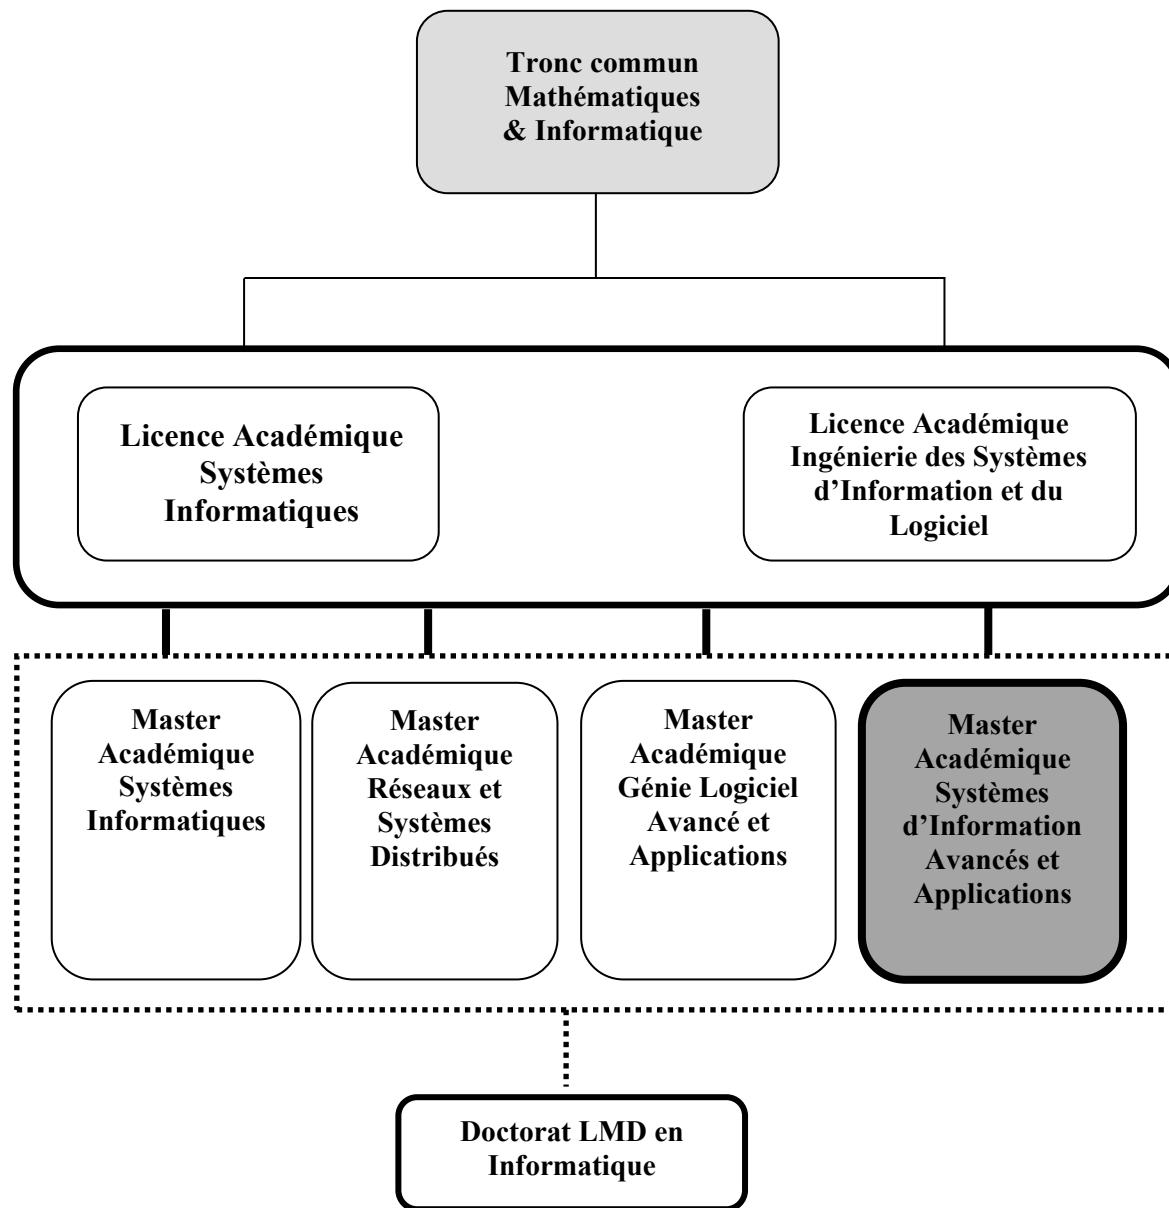 Tronc commun
Mathématiques
& Informatique
Licence Académique
Systèmes
Informatiques
Licence Académique
Ingénierie des Systèmes
d’Information et du
Logiciel
Master
Académique
Systèmes
Informatiques
Master
Académique
Réseaux et
Systèmes
Distribués
Master
Académique
Génie Logiciel
Avancé et
Applications
Master
Académique
Systèmes
d’Information
Avancés et
Applications
Doctorat LMD en
Informatique